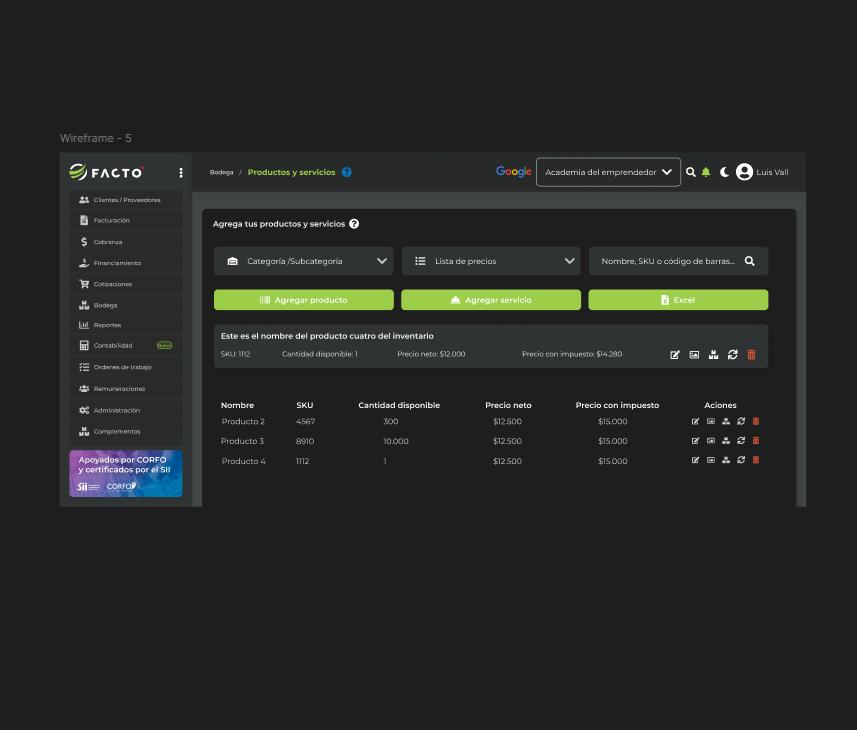 Wireframe - 5
FACTO
Bodega / Productos y servicios ?
Google
Academia del emprendedor
Luis Vall
Clientes / Proveedores
Facturación
Cobranza
Financiamiento
Cotizaciones
Bodega
Reportes
Contabilidad
Ordenes de trabajo
Remuneraciones
Administración
Complementos
Apoyados por CORFO
y certificados por el SII
Sii
CORFO
Agrega tus productos y servicios ?
Categoría /Subcategoría
Lista de precios
Nombre, SKU o código de barras...
Agregar producto
Agregar servicio
Excel
Este es el nombre del producto cuatro del inventario
SKU: 1112 Cantidad disponible: 1 Precio neto: $12.000 Precio con impuesto: $14.280
Nombre SKU Cantidad disponible Precio neto Precio con impuesto Aciones
Producto 2 4567 300 $12.500 $15.000
Producto 3 8910 10.000 $12.500 $15.000
Producto 4 1112 1 $12.500 $15.000